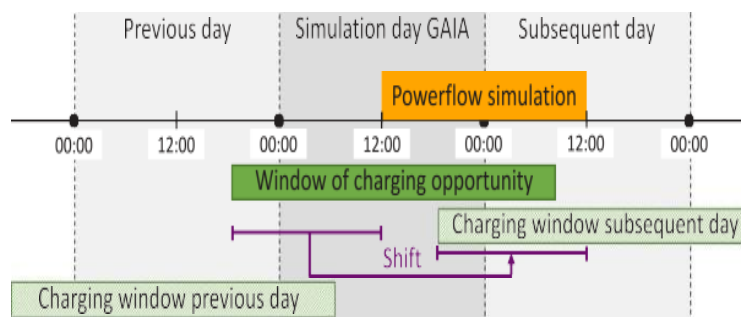 Previous day
Simulation day GAIA
Subsequent day
Powerflow simulation
00:00
12:00
00:00
12:00
00:00
12:00
00:00
Window of charging opportunity
Charging window subsequent day
Shift
Charging window previous day